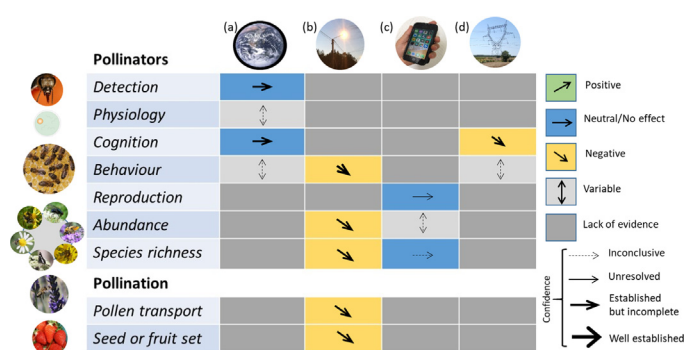 (a) (b) (c) (d)
Pollinators
Detection
Physiology
Cognition
Behaviour
Reproduction
Abundance
Species richness
Pollination
Pollen transport
Seed or fruit set
Positive
Neutral/No effect
Negative
Variable
Lack of evidence
Confidence
Inconclusive
Unresolved
Established
but incomplete
Well established